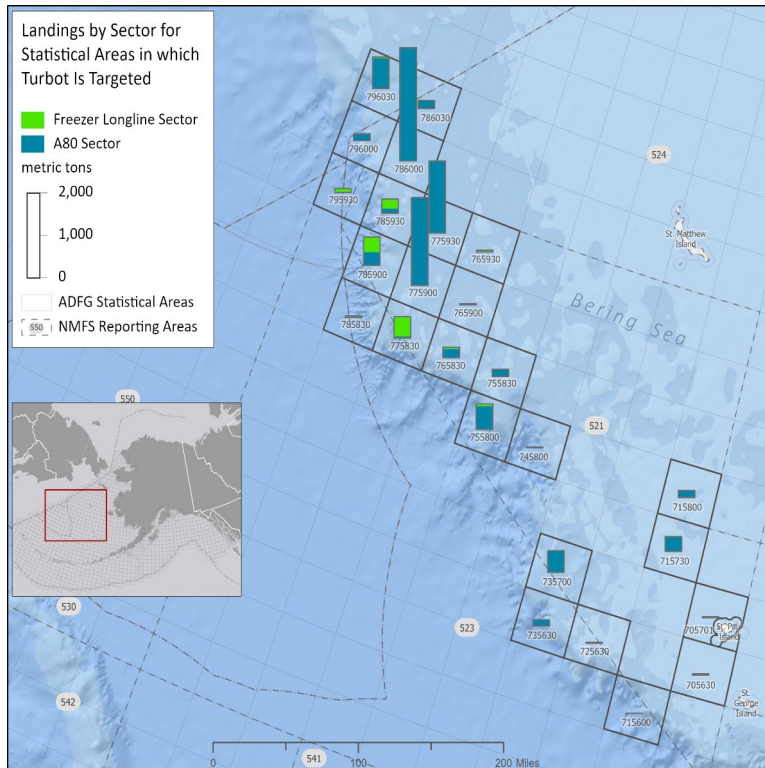 Landings by Sector for
Statistical Areas in which
Turbot Is Targeted
Freezer Longline Sector
A80 Sector
metric tons
2,000
1,000
0
ADFG Statistical Areas
550
NMFS Reporting Areas
796030
786030
796000
786000
524
795930
785930
St. Matthew
Island
775930
765930
785900
775900
765900
Bering Sea
785830
775830
765830
755830
550
755800
521
745800
715800
715730
735700
530
523
735630
725630
705701
St. Paul
Island
705630
542
715600
St.
George
Island
0
100
200 Miles
541